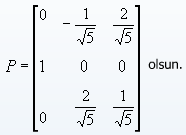 P = [ 0 -1/√5 2/√5
1 0 0
0 2/√5 1/√5 ] olsun.